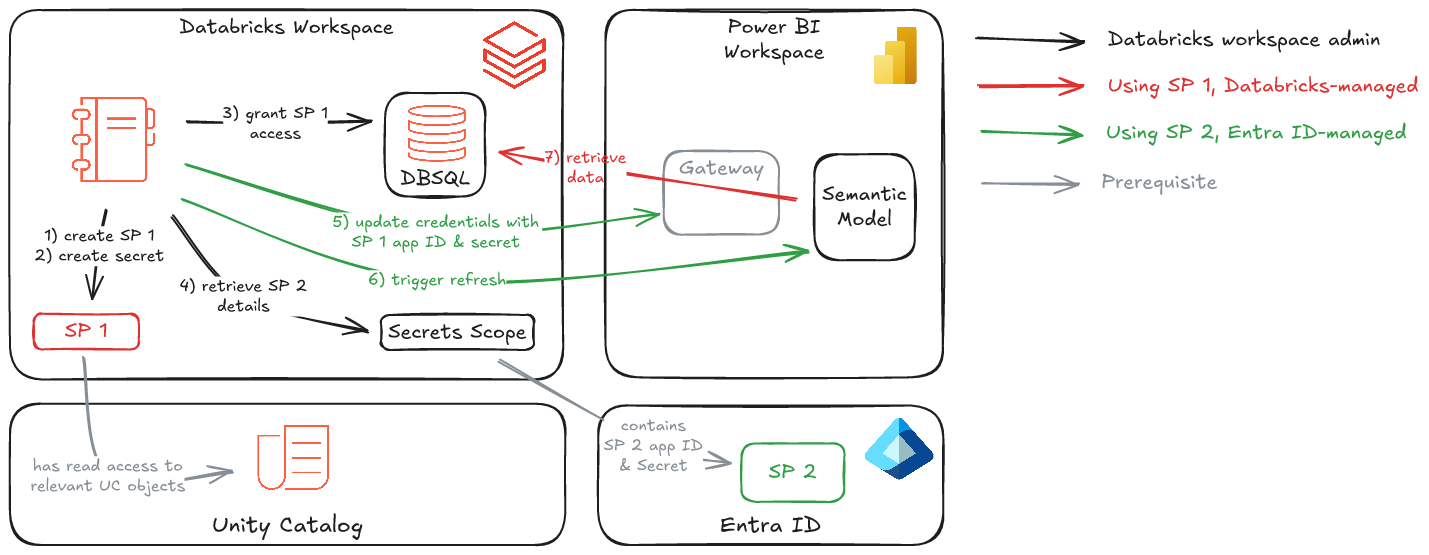 Databricks Workspace
Power BI
Workspace
Databricks workspace admin
Using SP 1, Databricks-managed
Using SP 2, Entra ID-managed
Prerequisite
3) grant SP 1
access
DBSQL
7) retrieve
data
Gateway
Semantic
Model
1) create SP 1
2) create secret
5) update credentials with
SP 1 app ID & secret
4) retrieve SP 2
details
6) trigger refresh
SP 1
Secrets Scope
has read access to
relevant UC objects
Unity Catalog
contains
SP 2 app ID
& Secret
SP 2
Entra ID